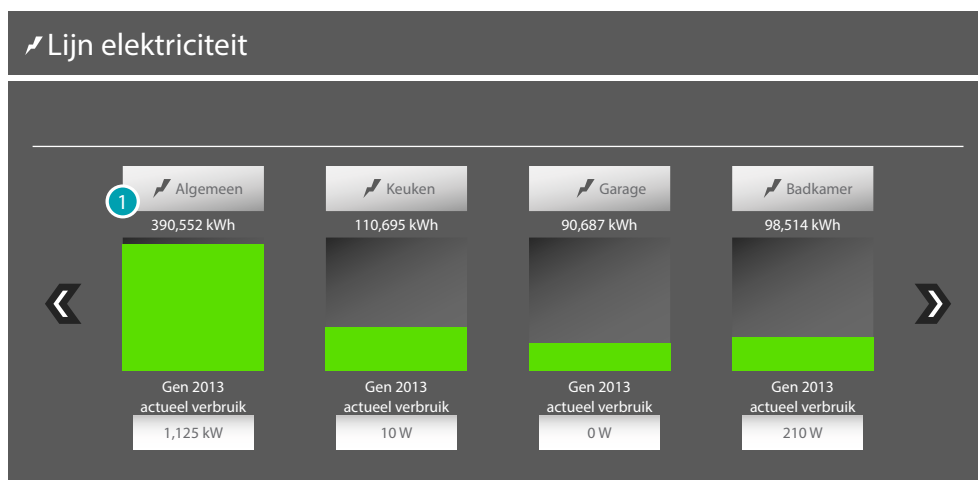 Lijn elektriciteit
Algemeen
Keuken
Garage
Badkamer
1
390,552 kWh
110,695 kWh
90,687 kWh
98,514 kWh
Gen 2013
actueel verbruik
Gen 2013
actueel verbruik
Gen 2013
actueel verbruik
Gen 2013
actueel verbruik
1,125 kW
10 W
0 W
210 W